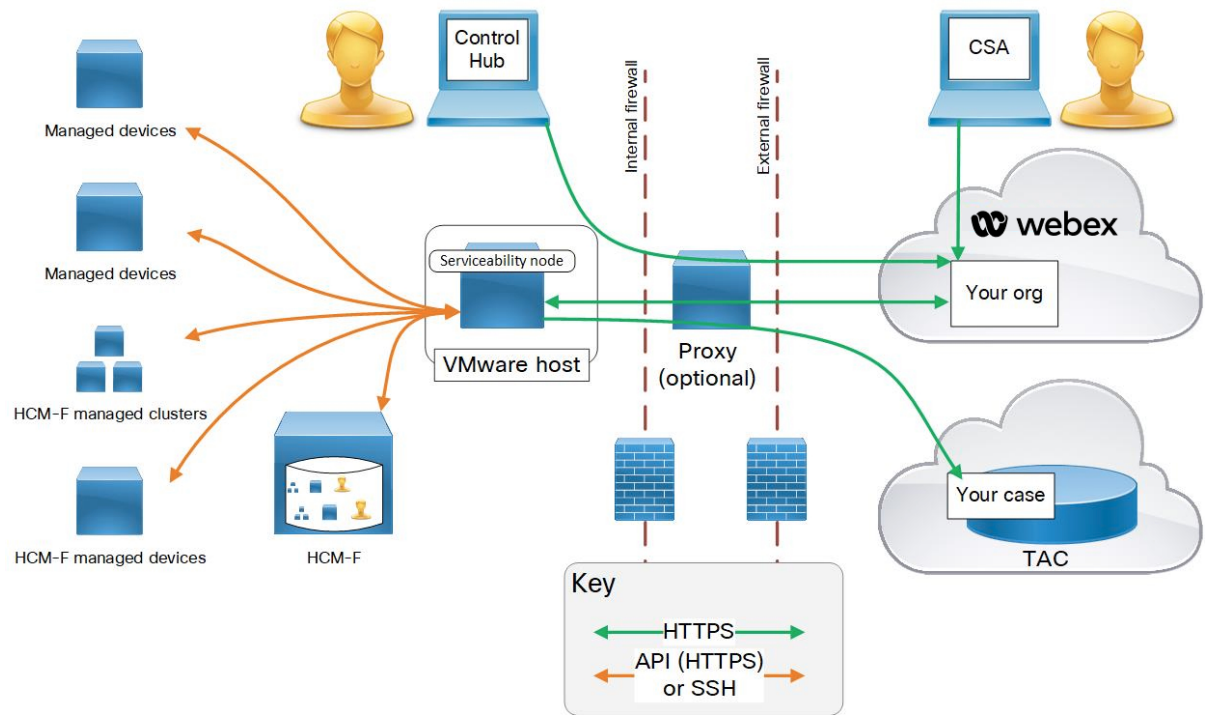 Control
Hub
CSA
Internal firewall
External firewall
Managed devices
Managed devices
webex
Serviceability node
Your org
VMware host
Proxy
(optional)
HCM-F managed clusters
Your case
HCM-F managed devices
HCM-F
TAC
Key
HTTPS
API (HTTPS)
or SSH